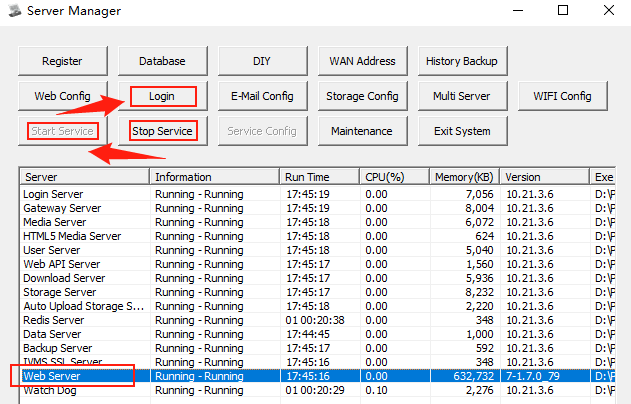 Server Manager
Register Database DIY WAN Address History Backup
Web Config Login E-Mail Config Storage Config Multi Server WIFI Config
Start Service Stop Service Service Config Maintenance Exit System
Server Information Run Time CPU(%) Memory(KB) Version Exe
Login Server Running - Running 17:45:19 0.00 7,056 10.21.3.6 D:\F
Gateway Server Running - Running 17:45:19 0.00 8,004 10.21.3.6 D:\F
Media Server Running - Running 17:45:18 0.00 6,072 10.21.3.6 D:\F
HTML5 Media Server Running - Running 17:45:18 0.00 624 10.21.3.6 D:\F
User Server Running - Running 17:45:17 0.00 5,040 10.21.3.6 D:\F
Web API Server Running - Running 17:45:17 0.00 1,560 10.21.3.6 D:\F
Download Server Running - Running 17:45:17 0.00 5,936 10.21.3.6 D:\F
Storage Server Running - Running 17:45:17 0.00 8,232 10.21.3.6 D:\F
Auto Upload Storage S... Running - Running 17:45:18 0.00 2,220 10.21.3.6 D:\F
Redis Server Running - Running 01 00:20:38 0.00 348 10.21.3.6 D:\F
Data Server Running - Running 17:44:45 0.00 1,000 10.21.3.6 D:\F
Backup Server Running - Running 17:45:17 0.00 592 10.21.3.6 D:\F
IVMS SSL Server Running - Running 17:45:16 0.00 348 10.21.3.6 D:\F
Web Server Running - Running 17:45:16 0.00 632,732 7-1.7.0_79 D:\F
Watch Dog Running - Running 01 00:20:39 0.10 2,276 10.21.3.6 D:\F